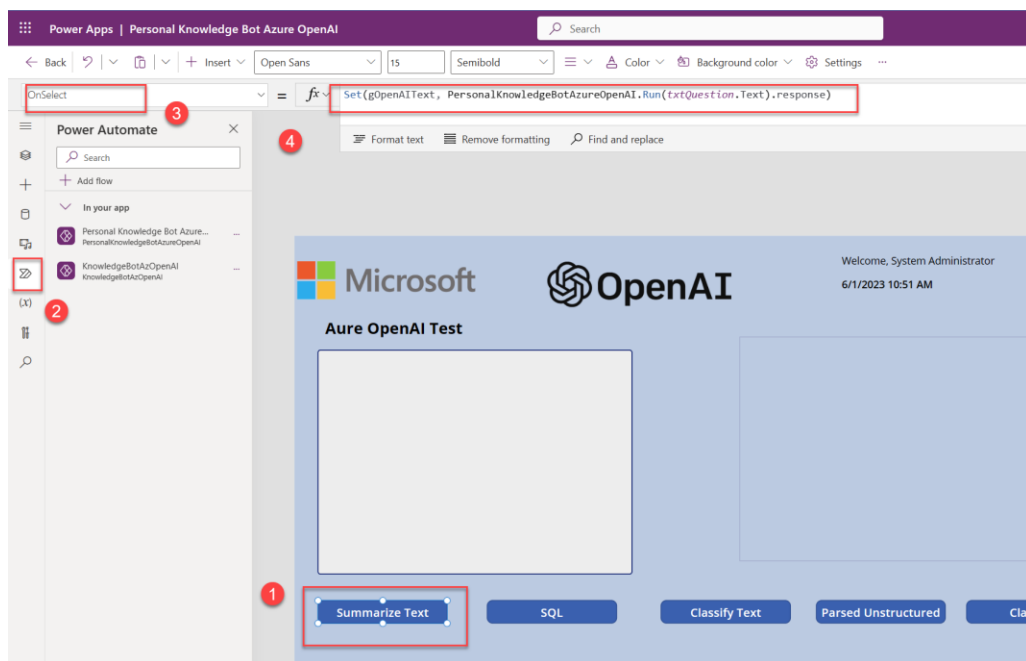 Power Apps | Personal Knowledge Bot Azure OpenAI
Search
Back
Insert
Open Sans
15
Semibold
Color
Background color
Settings
OnSelect
= fx Set(gOpenAIText, PersonalKnowledgeBotAzureOpenAI.Run(txtQuestion.Text).response)
3
4
Format text
Remove formatting
Find and replace
Power Automate
Search
Add flow
In your app
Personal Knowledge Bot Azure...
PersonalKnowledgeBotAzureOpenAI
KnowledgeBotAzOpenAI
KnowledgeBotAzOpenAI
(x)
2
Microsoft
OpenAI
Welcome, System Administrator
6/1/2023 10:51 AM
Aure OpenAI Test
1
Summarize Text
SQL
Classify Text
Parsed Unstructured
Cla